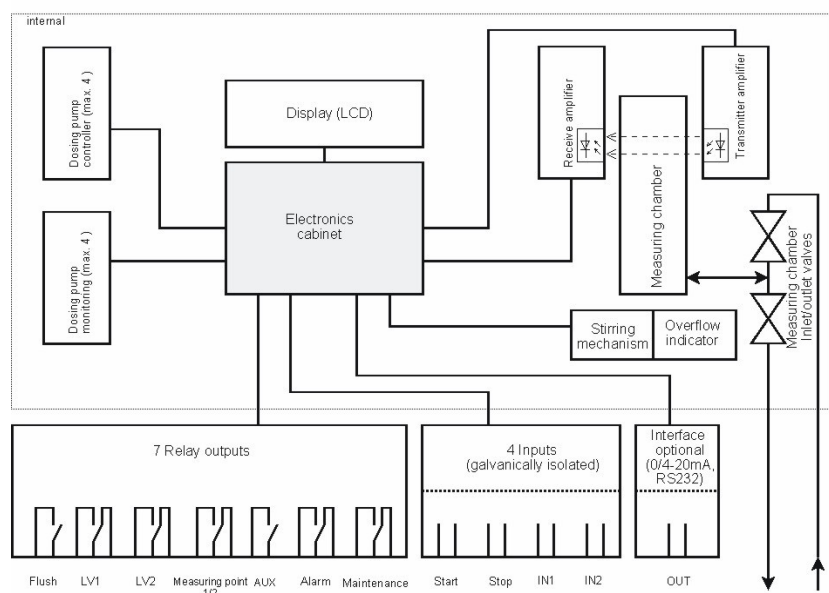 internal
Dosing pump
controller (max. 4 )
Display (LCD)
Receive amplifier
Transmitter amplifier
Measuring chamber
Electronics
cabinet
Dosing pump
monitoring (max. 4 )
Measuring chamber
Inlet/outlet valves
Stirring
mechanism
Overflow
indicator
7 Relay outputs
4 Inputs
(galvanically isolated)
Interface
optional
(0/4-20mA,
RS232)
Flush
LV1
LV2
Measuring point
1/2
AUX
Alarm
Maintenance
Start
Stop
IN1
IN2
OUT